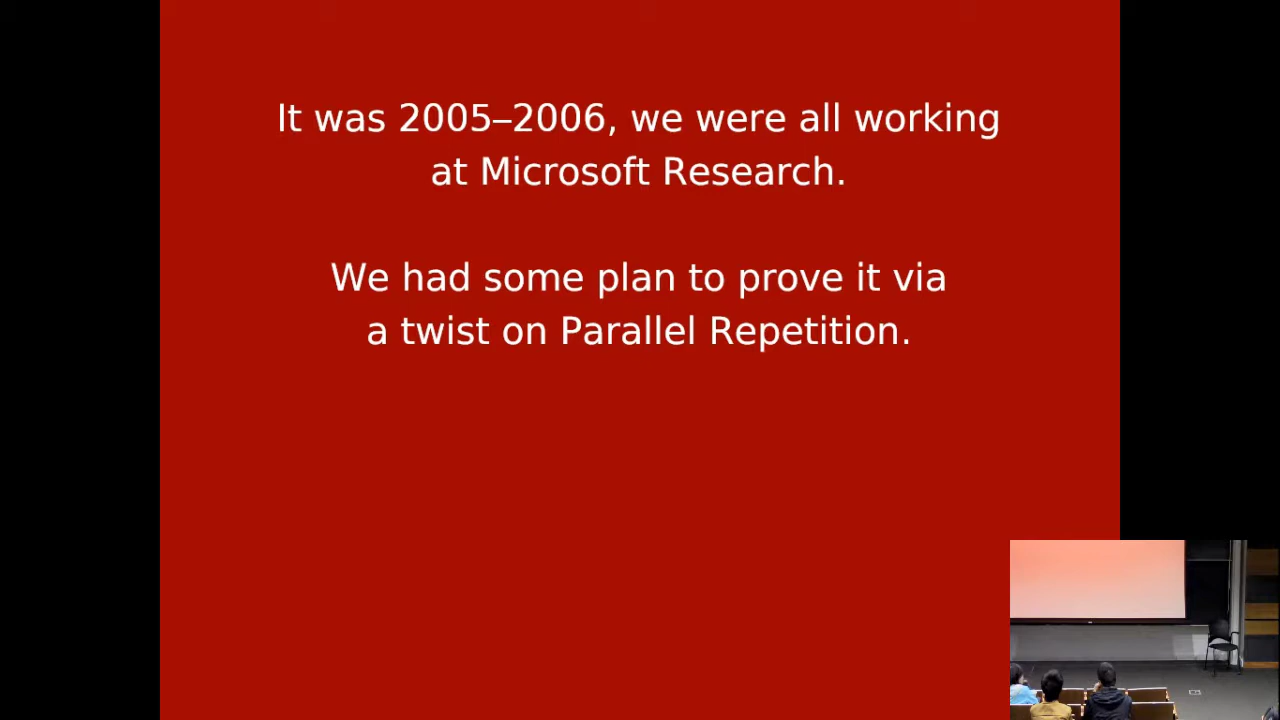 It was 2005–2006, we were all working
at Microsoft Research.
We had some plan to prove it via
a twist on Parallel Repetition.